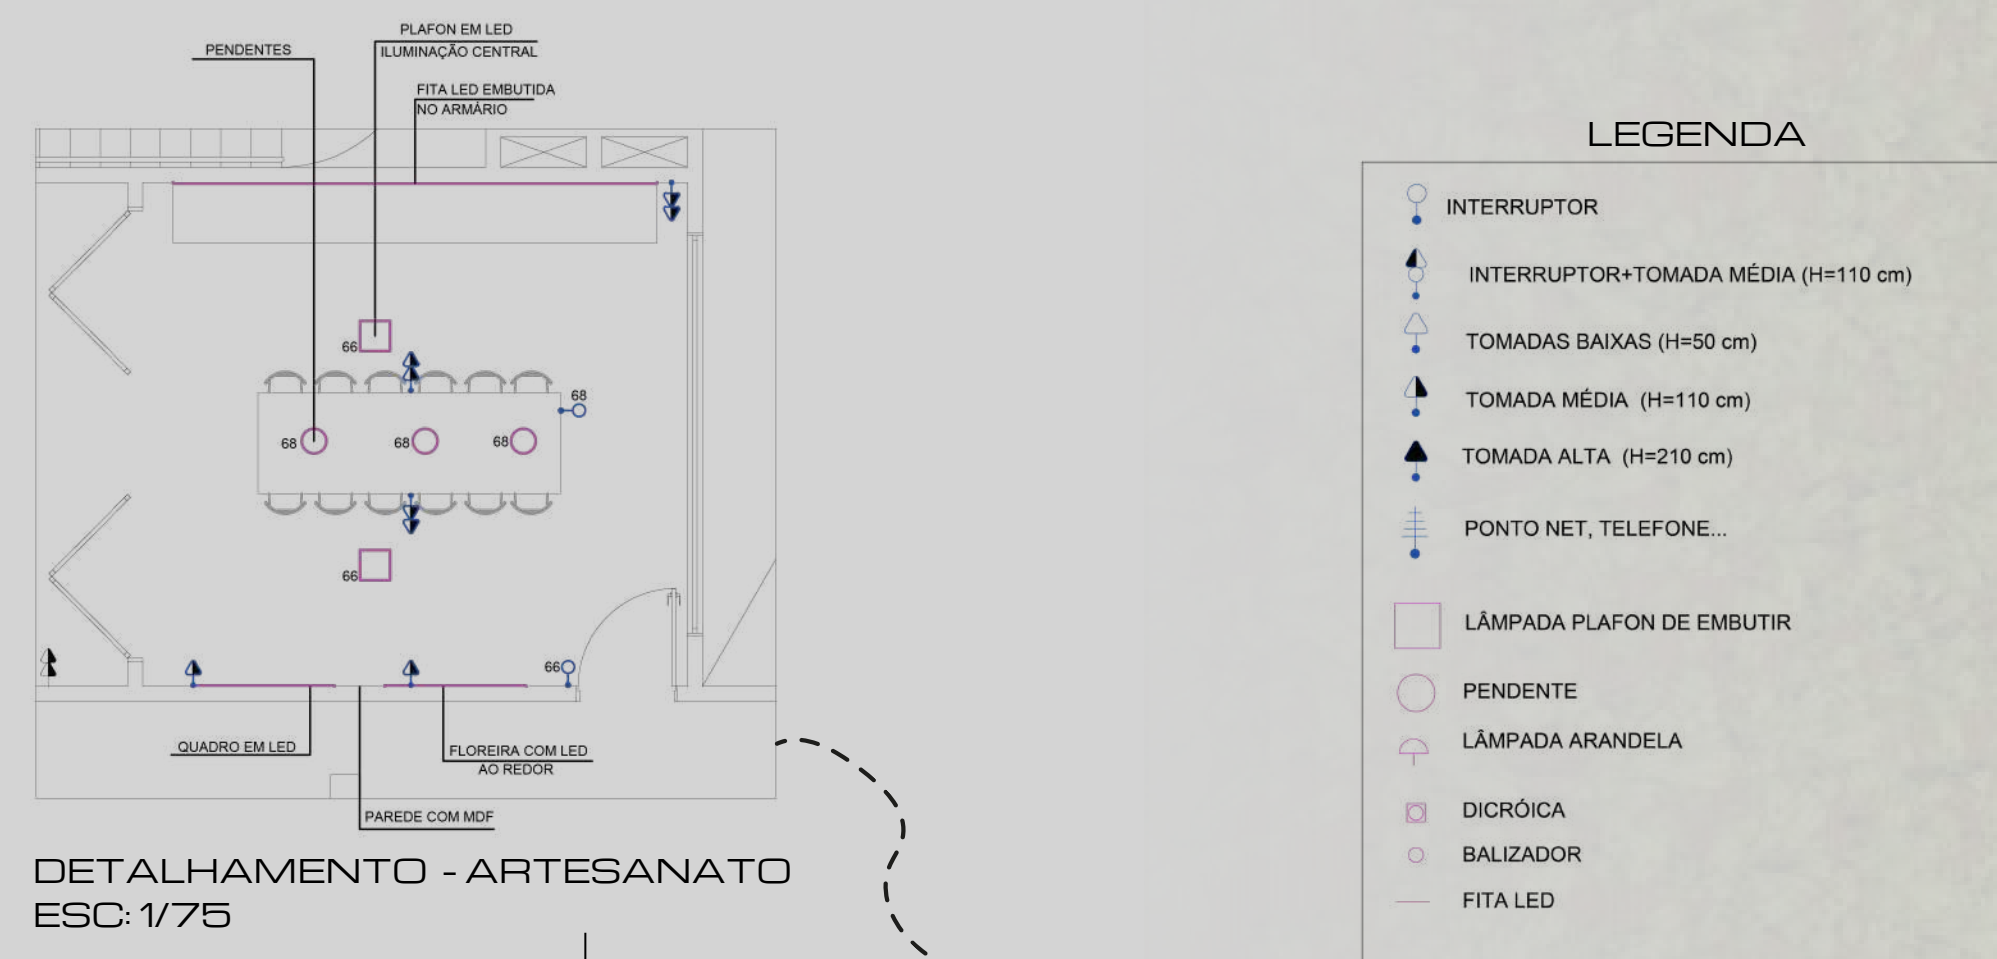 PLAFON EM LED
ILUMINAÇÃO CENTRAL
PENDENTES
FITA LED EMBUTIDA
NO ARMÁRIO
66
68
68
68
68
66
66
QUADRO EM LED
FLOREIRA COM LED
AO REDOR
PAREDE COM MDF
DETALHAMENTO - ARTESANATO
ESC: 1/75
LEGENDA
INTERRUPTOR
INTERRUPTOR+TOMADA MÉDIA (H=110 cm)
TOMADAS BAIXAS (H=50 cm)
TOMADA MÉDIA (H=110 cm)
TOMADA ALTA (H=210 cm)
PONTO NET, TELEFONE...
LÂMPADA PLAFON DE EMBUTIR
PENDENTE
LÂMPADA ARANDELA
DICRÓICA
BALIZADOR
FITA LED